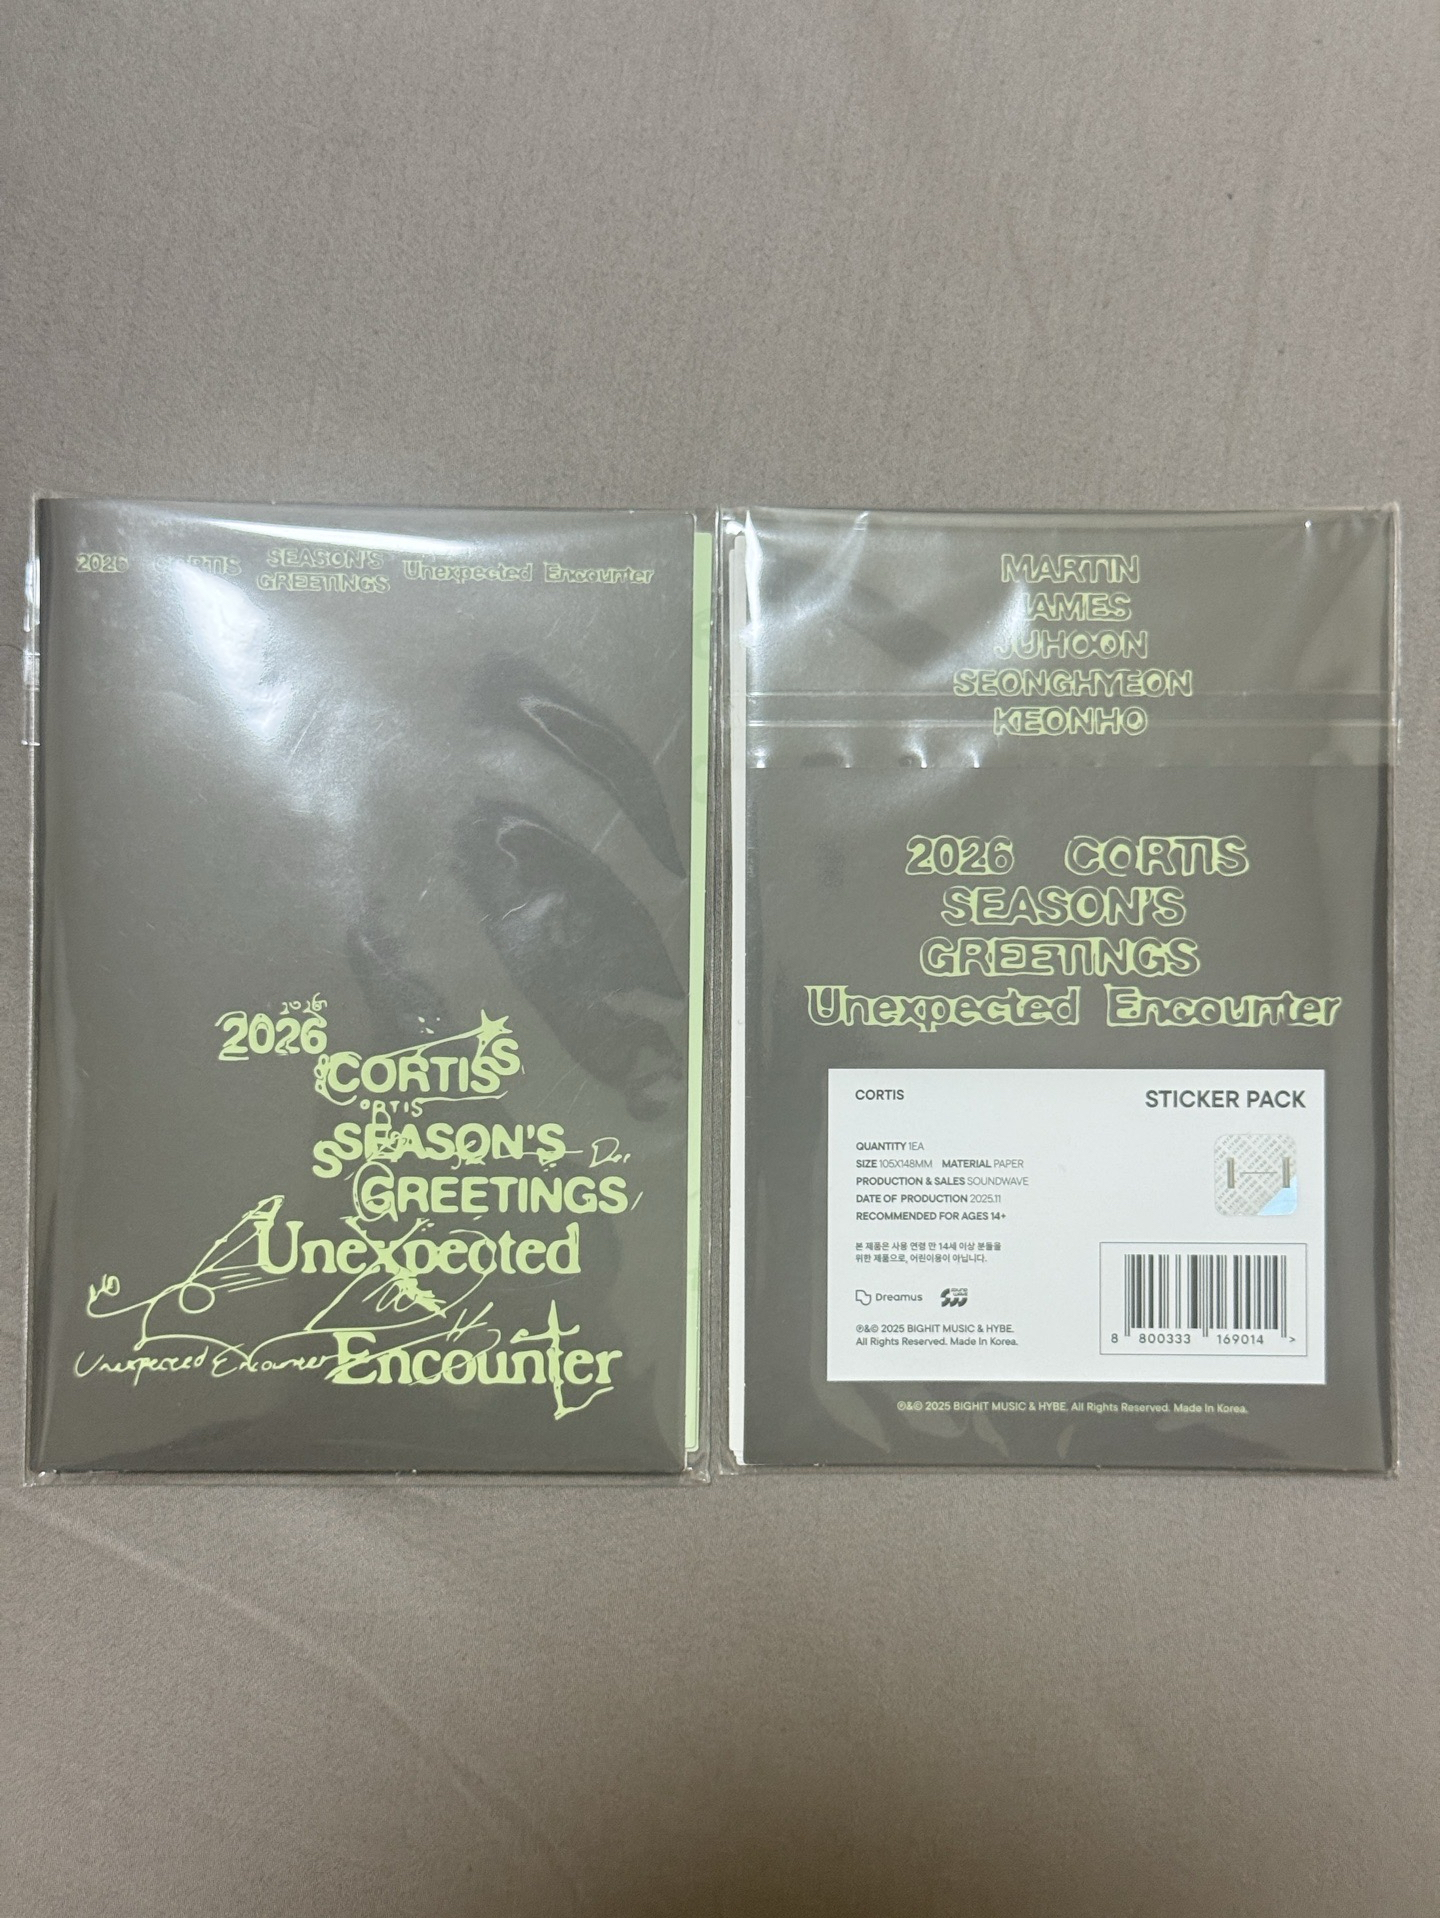 2026 CORTIS SEASON'S GREETINGS Unexpected Encounter
2026
2026
CORTIS
ORTIS
SEASON'S
GREETINGS
Unexpected
Encounter
Unexpected Encounter
MARTIN
JAMES
JUHOON
SEONGHYEON
KEONHO
2026 CORTIS
SEASON'S
GREETINGS
Unexpected Encounter
CORTIS STICKER PACK
QUANTITY 1EA
SIZE 105X148MM MATERIAL PAPER
PRODUCTION & SALES SOUNDWAVE
DATE OF PRODUCTION 2025.11
RECOMMENDED FOR AGES 14+
본 제품은 사용 연령 만 14세 이상 분들을
위한 제품으로, 어린이용이 아닙니다.
Dreamus
℗&© 2025 BIGHIT MUSIC & HYBE.
All Rights Reserved. Made In Korea.
8 800333 169014 >
℗&© 2025 BIGHIT MUSIC & HYBE. All Rights Reserved. Made In Korea.